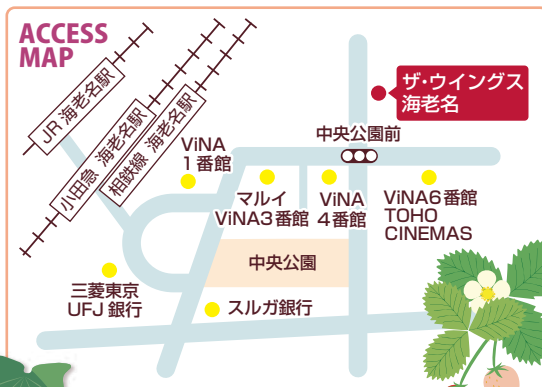 ACCESS
MAP
JR 海老名駅
小田急 海老名駅
相鉄線 海老名駅
ザ・ウイングス
海老名
中央公園前
ViNA
1番館
マルイ
ViNA3番館
ViNA
4番館
ViNA6番館
TOHO
CINEMAS
中央公園
三菱東京
UFJ 銀行
スルガ銀行